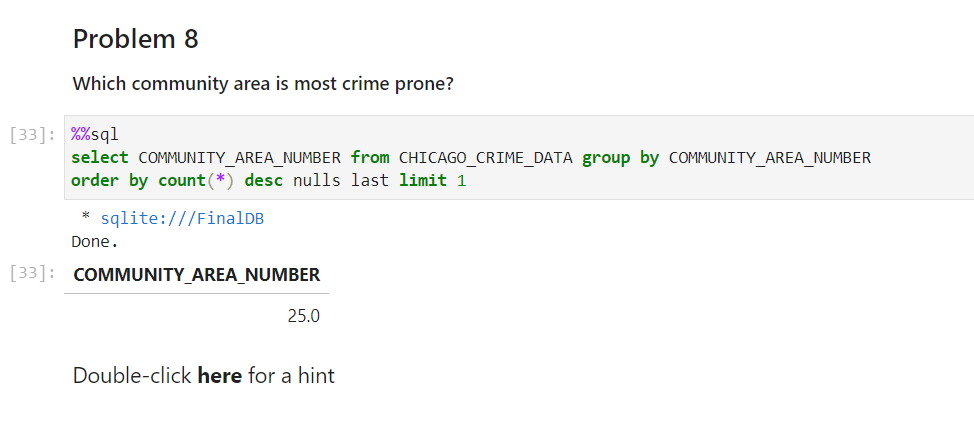 Problem 8
Which community area is most crime prone?
[33]: %%sql
select COMMUNITY_AREA_NUMBER from CHICAGO_CRIME_DATA group by COMMUNITY_AREA_NUMBER
order by count(*) desc nulls last limit 1
* sqlite:///FinalDB
Done.
[33]: COMMUNITY_AREA_NUMBER
25.0
Double-click here for a hint